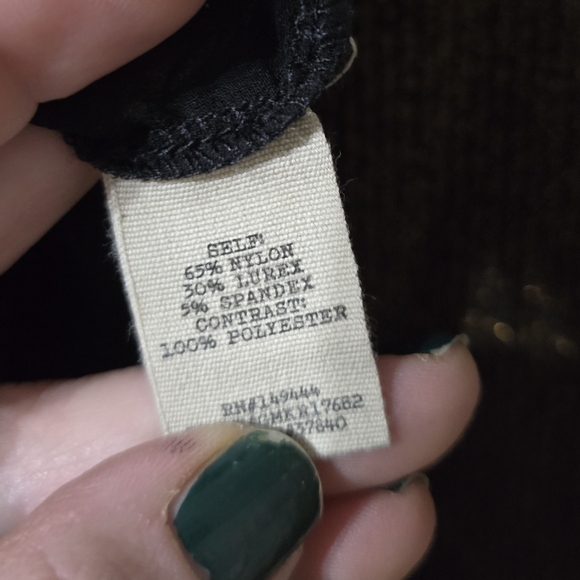 SELF:
65% NYLON
30% LUREX
5% SPANDEX
CONTRAST:
100% POLYESTER
RN#149444